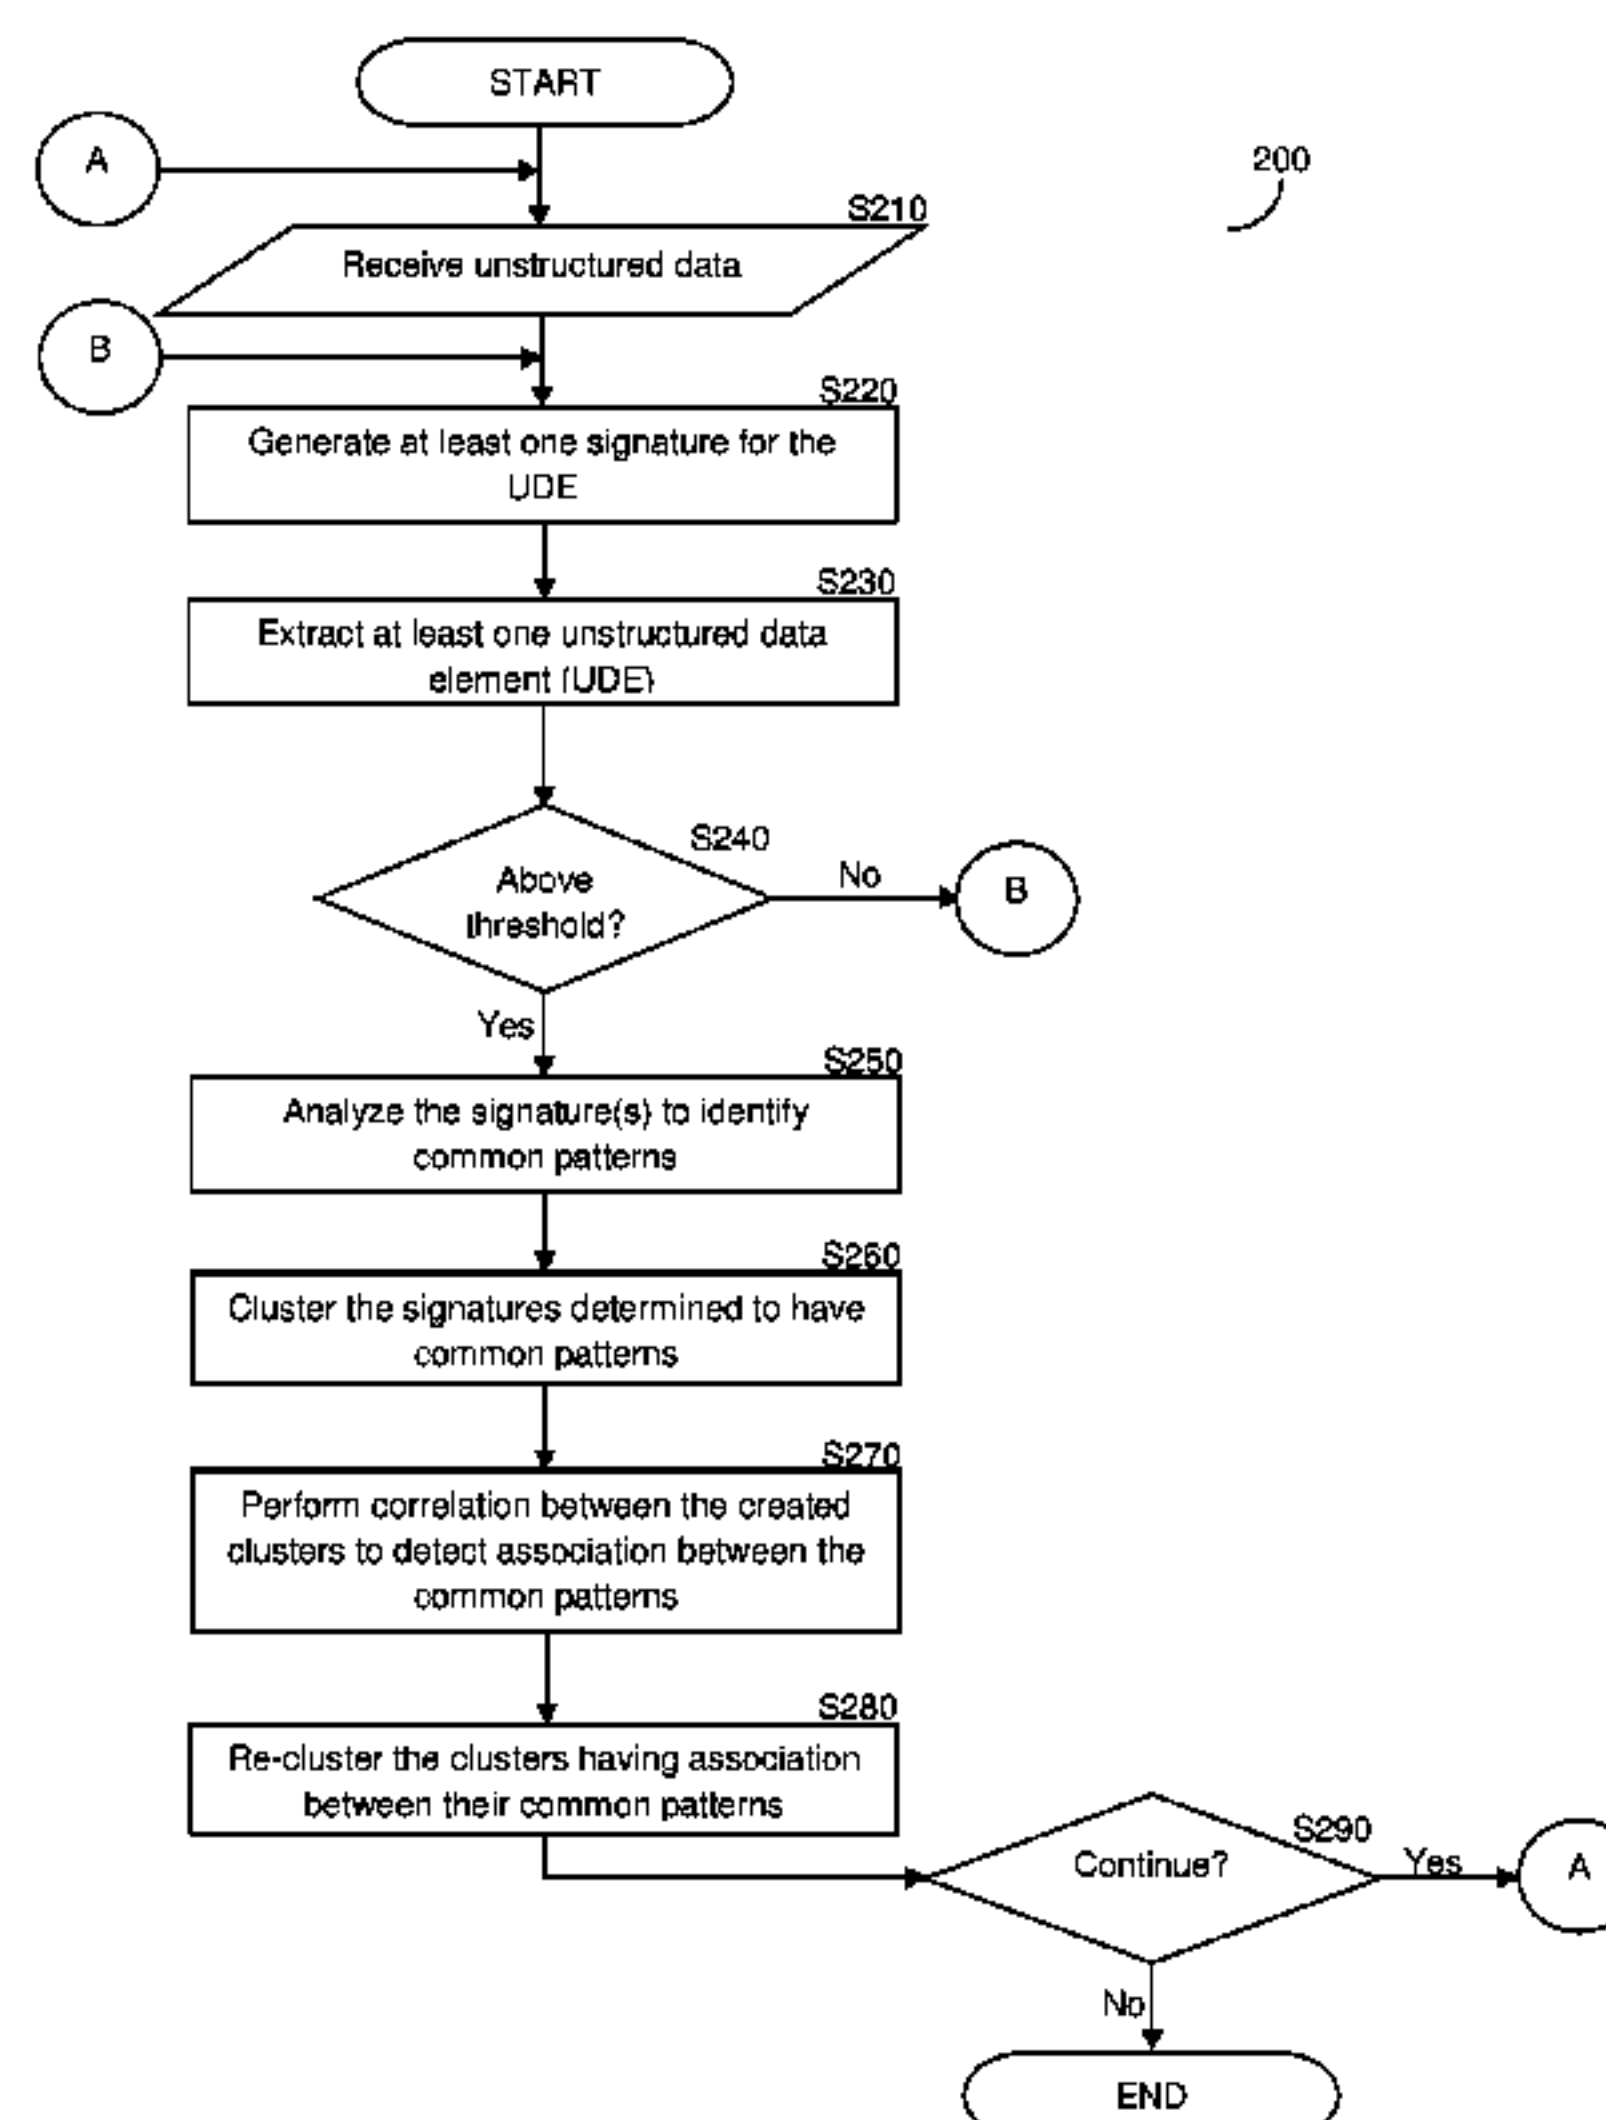 START
A
200
S210
Receive unstructured data
B
S220
Generate at least one signature for the
UDE
S230
Extract at least one unstructured data
element (UDE)
S240
Above
threshold?
No
B
Yes
S250
Analyze the signature(s) to identify
common patterns
S260
Cluster the signatures determined to have
common patterns
S270
Perform correlation between the created
clusters to detect association between the
common patterns
S280
Re-cluster the clusters having association
between their common patterns
S290
Continue?
Yes
A
No
END